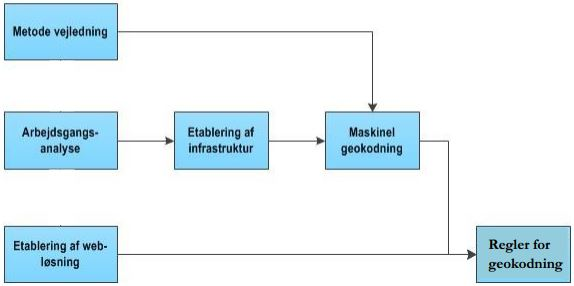 Metode vejledning
Arbejdsgangs-
analyse
Etablering af
infrastruktur
Maskinel
geokodning
Etablering af web-
løsning
Regler for
geokodning